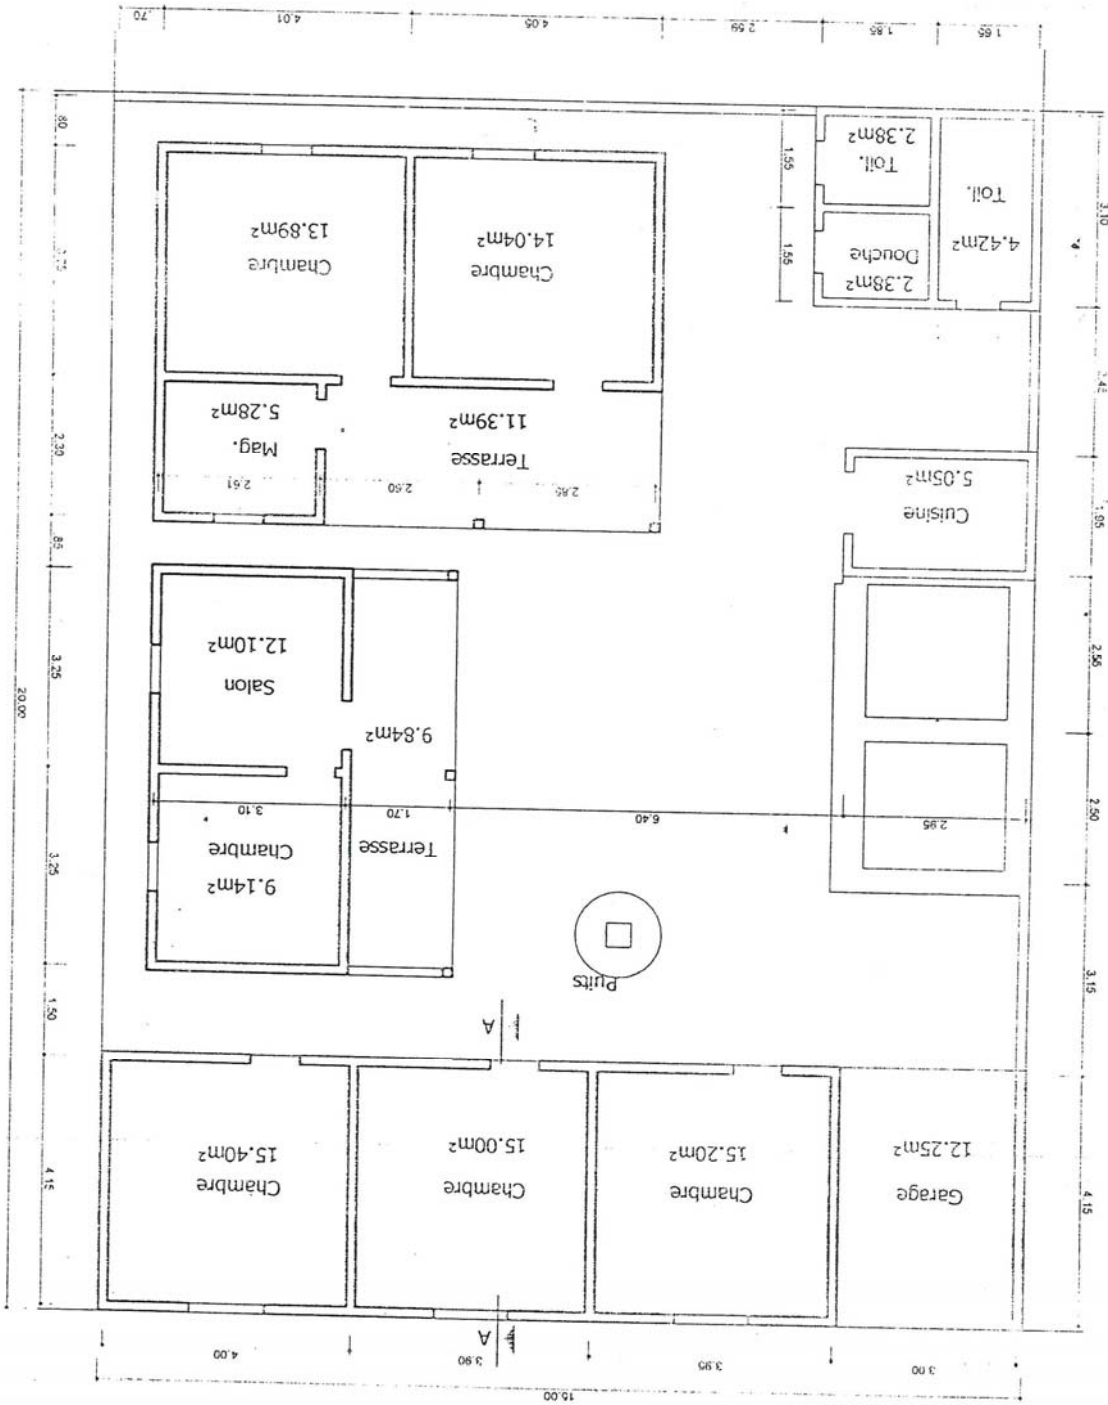 15.00
3.00
3.95
3.90
4.00
A
Garage
12.25m²
Chambre
15.20m²
Chambre
15.00m²
Chambre
15.40m²
4.15
4.15
A
Puits
3.15
1.50
9.14m²
Chambre
Terrasse
9.84m²
2.95
6.40
1.70
3.10
2.50
3.25
Salon
12.10m²
2.56
3.25
20.00
Cuisine
5.05m²
1.95
.85
2.85
2.60
2.61
Terrasse
11.39m²
Mag.
5.28m²
2.30
Chambre
14.04m²
Chambre
13.89m²
2.38m²
Douche
4.42m²
Toil.
Toil.
2.38m²
3.10
1.55
1.55
.80
1.65
1.85
2.59
4.05
4.01
.70